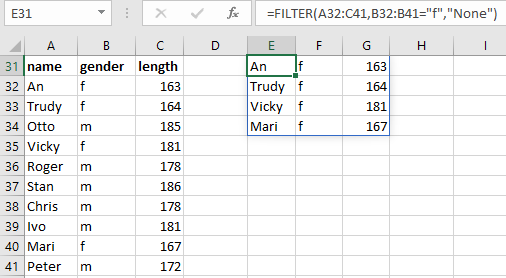 E31 fx =FILTER(A32:C41,B32:B41="f","None")
A B C D E F G H I
31 name gender length An f 163
32 An f 163 Trudy f 164
33 Trudy f 164 Vicky f 181
34 Otto m 185 Mari f 167
35 Vicky f 181
36 Roger m 178
37 Stan m 186
38 Chris m 178
39 Ivo m 181
40 Mari f 167
41 Peter m 172